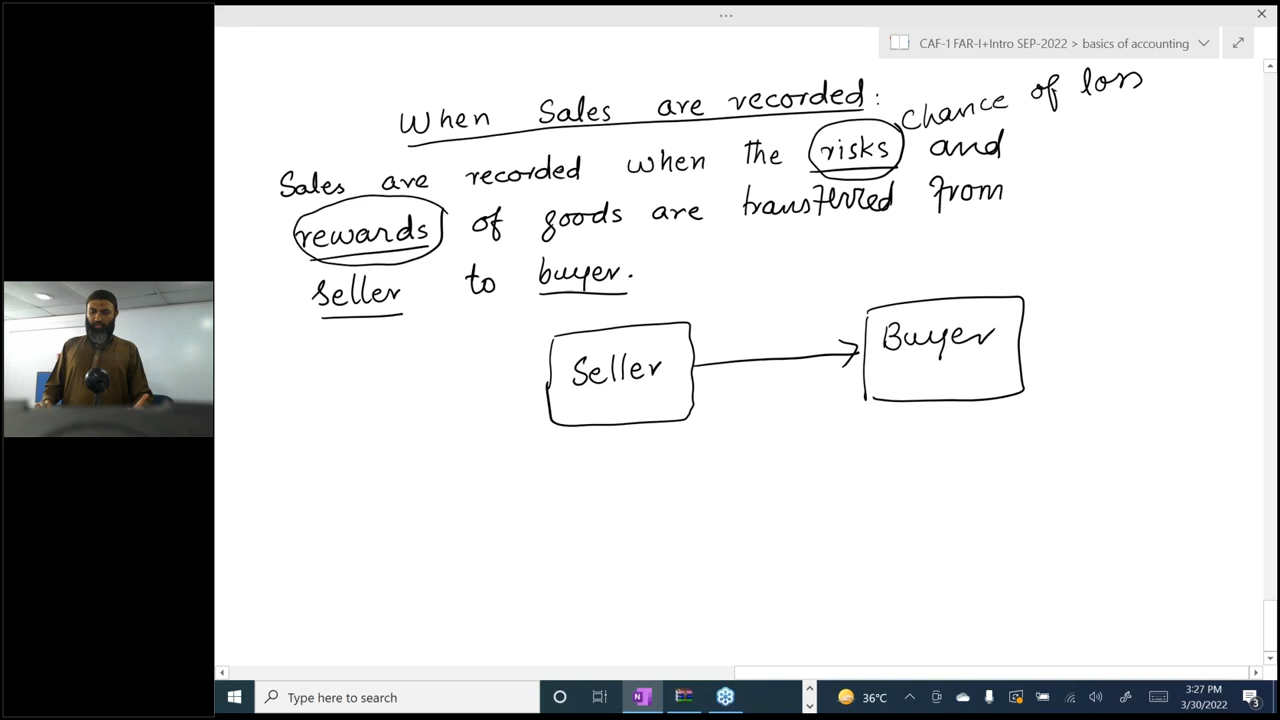 ...
CAF-1 FAR-I+Intro SEP-2022 > basics of accounting
When Sales are recorded:
chance of loss
Sales are recorded when the risks and
rewards of goods are transferred from
seller to buyer.
Seller
Buyer
Type here to search
36°C
3:27 PM
3/30/2022
3